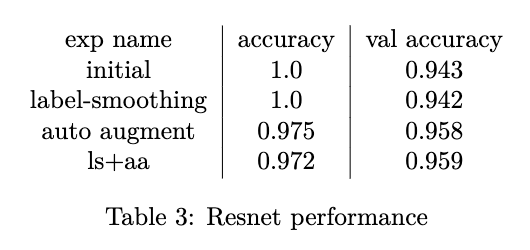 exp name accuracy val accuracy
initial 1.0 0.943
label-smoothing 1.0 0.942
auto augment 0.975 0.958
ls+aa 0.972 0.959
Table 3: Resnet performance